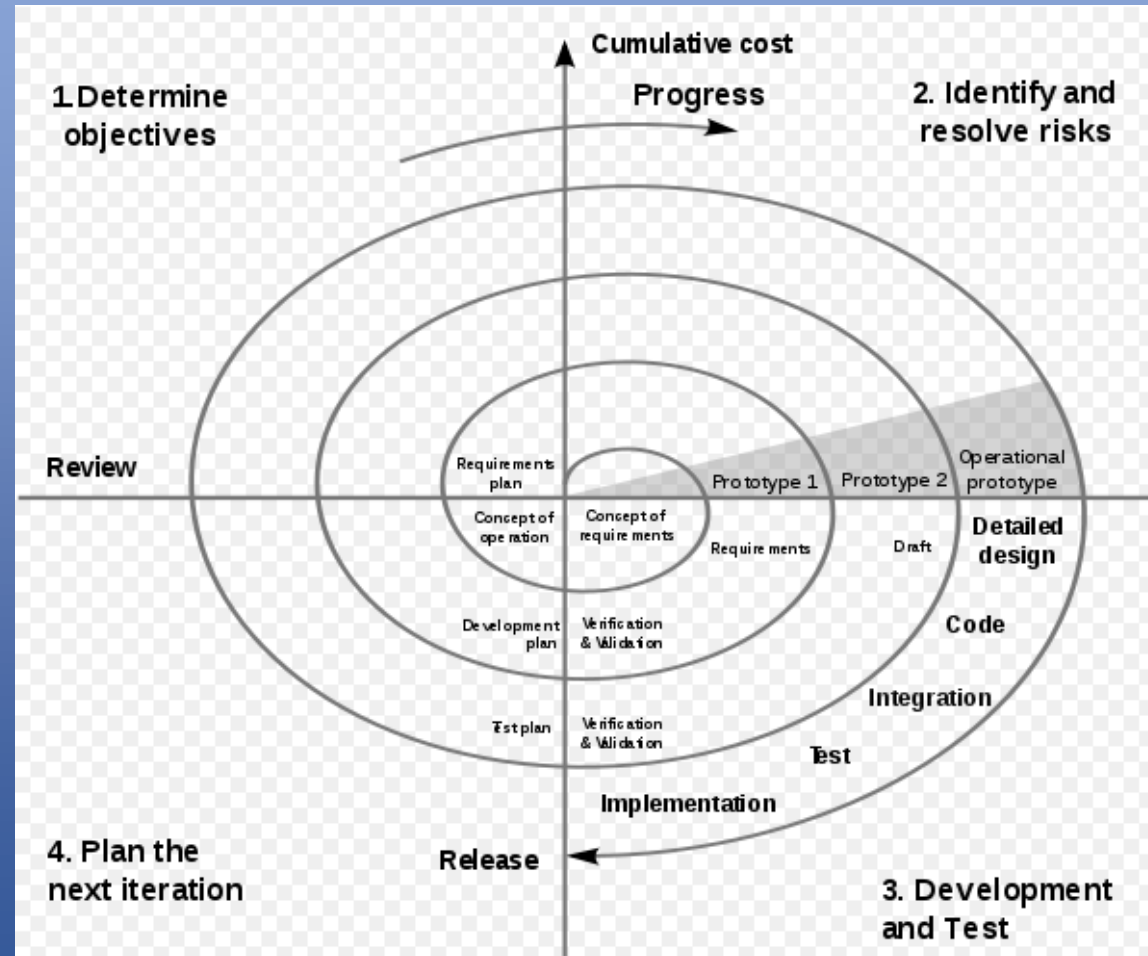 Cumulative cost
Progress
1.Determine
objectives
2. Identify and
resolve risks
Review
Requirements
plan
Concept of
operation
Concept of
requirements
Prototype 1
Prototype 2
Operational
prototype
Requirements
Draft
Detailed
design
Code
Integration
Test
Implementation
Development
plan
Verification
& Validation
Test plan
Verification
& Validation
Release
4. Plan the
next iteration
3. Development
and Test